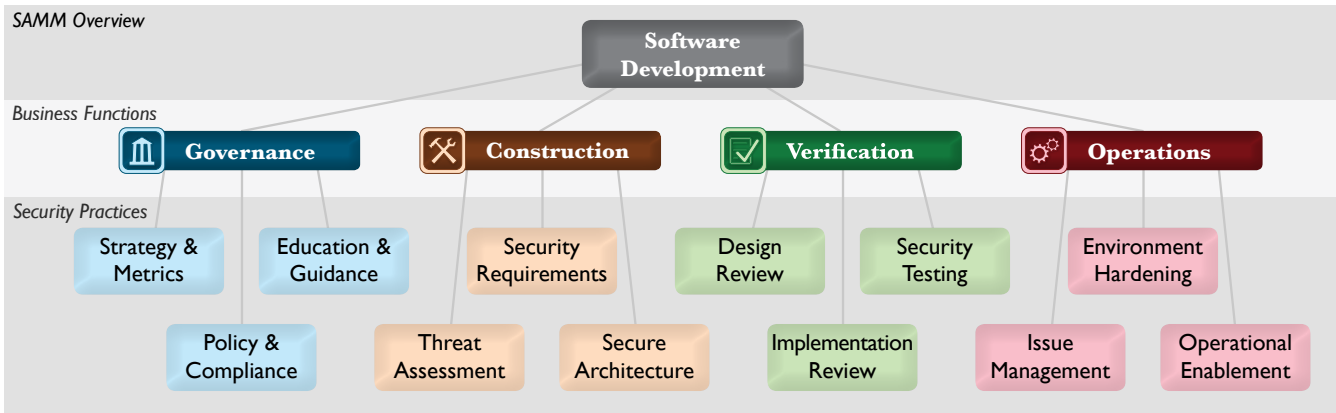 SAMM Overview
Software
Development
Business Functions
Governance
Construction
Verification
Operations
Security Practices
Strategy &
Metrics
Education &
Guidance
Security
Requirements
Design
Review
Security
Testing
Environment
Hardening
Policy &
Compliance
Threat
Assessment
Secure
Architecture
Implementation
Review
Issue
Management
Operational
Enablement